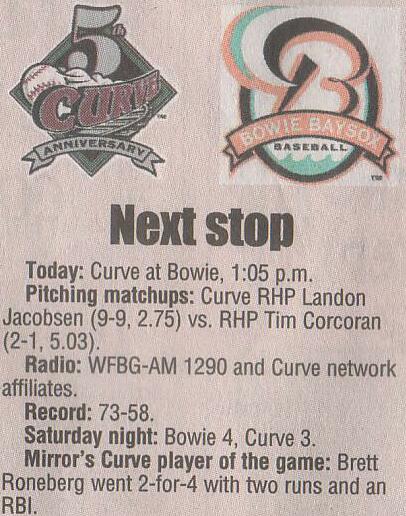 5th
CURVE
TM
ANNIVERSARY
B
BOWIE BAYSOX
BASEBALL
TM
Next stop
Today: Curve at Bowie, 1:05 p.m.
Pitching matchups: Curve RHP Landon
Jacobsen (9-9, 2.75) vs. RHP Tim Corcoran
(2-1, 5.03).
Radio: WFBG-AM 1290 and Curve network
affiliates.
Record: 73-58.
Saturday night: Bowie 4, Curve 3.
Mirror's Curve player of the game: Brett
Roneberg went 2-for-4 with two runs and an
RBI.